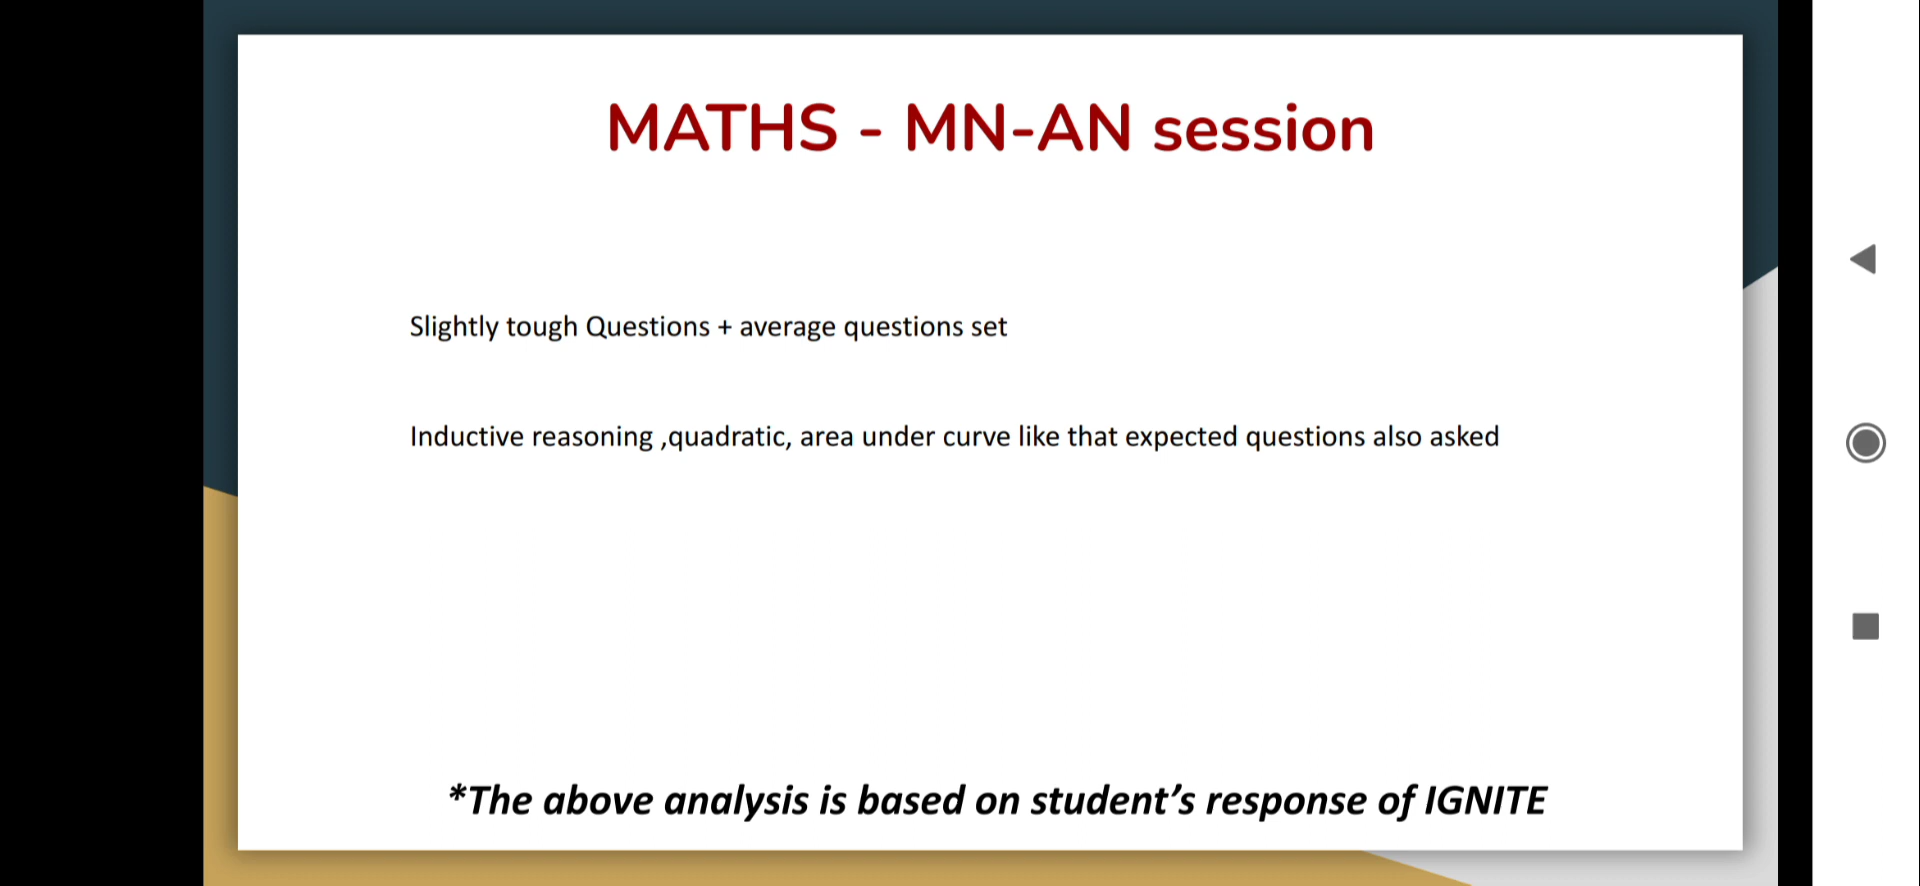 MATHS - MN-AN session
Slightly tough Questions + average questions set
Inductive reasoning ,quadratic, area under curve like that expected questions also asked
*The above analysis is based on student’s response of IGNITE